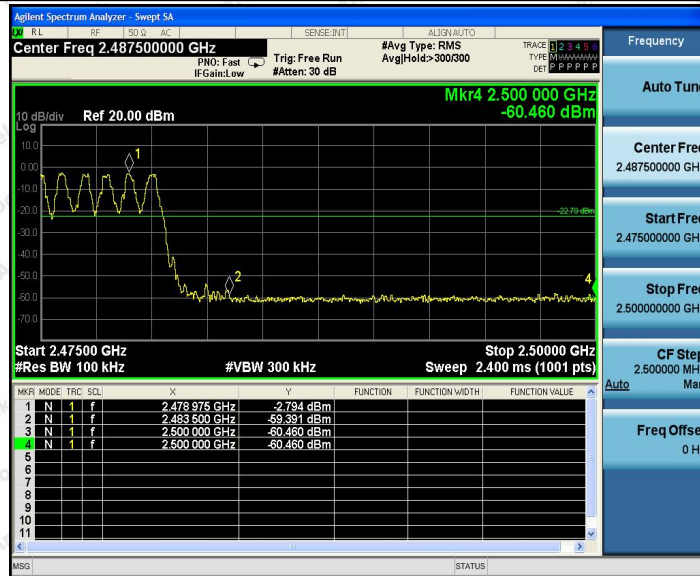 Agilent Spectrum Analyzer - Swept SA
RL RF 50 Ω AC SENSE:INT ALIGN AUTO
Center Freq 2.487500000 GHz
PNO: Fast
IFGain:Low
Trig: Free Run
#Atten: 30 dB
#Avg Type: RMS
Avg|Hold:>300/300
TRACE 1 2 3 4 5 6
TYPE M
DET P P P P P P
Mkr4 2.500 000 GHz
-60.460 dBm
10 dB/div Ref 20.00 dBm
Log
10.0
0.00
-10.0
-20.0
-30.0
-40.0
-50.0
-60.0
-70.0
1
2
4
-22.79 dBm
Start 2.47500 GHz
Stop 2.50000 GHz
#Res BW 100 kHz #VBW 300 kHz Sweep 2.400 ms (1001 pts)
MKR MODE TRC SCL X Y FUNCTION FUNCTION WIDTH FUNCTION VALUE
1 N 1 f 2.478 975 GHz -2.794 dBm
2 N 1 f 2.483 500 GHz -59.391 dBm
3 N 1 f 2.500 000 GHz -60.460 dBm
4 N 1 f 2.500 000 GHz -60.460 dBm
5
6
7
8
9
10
11
MSG STATUS
Frequency
Auto Tun
Center Fre
2.487500000 GH
Start Fre
2.475000000 GH
Stop Fre
2.500000000 GH
CF Ste
2.500000 MH
Auto Ma
Freq Offse
0 H